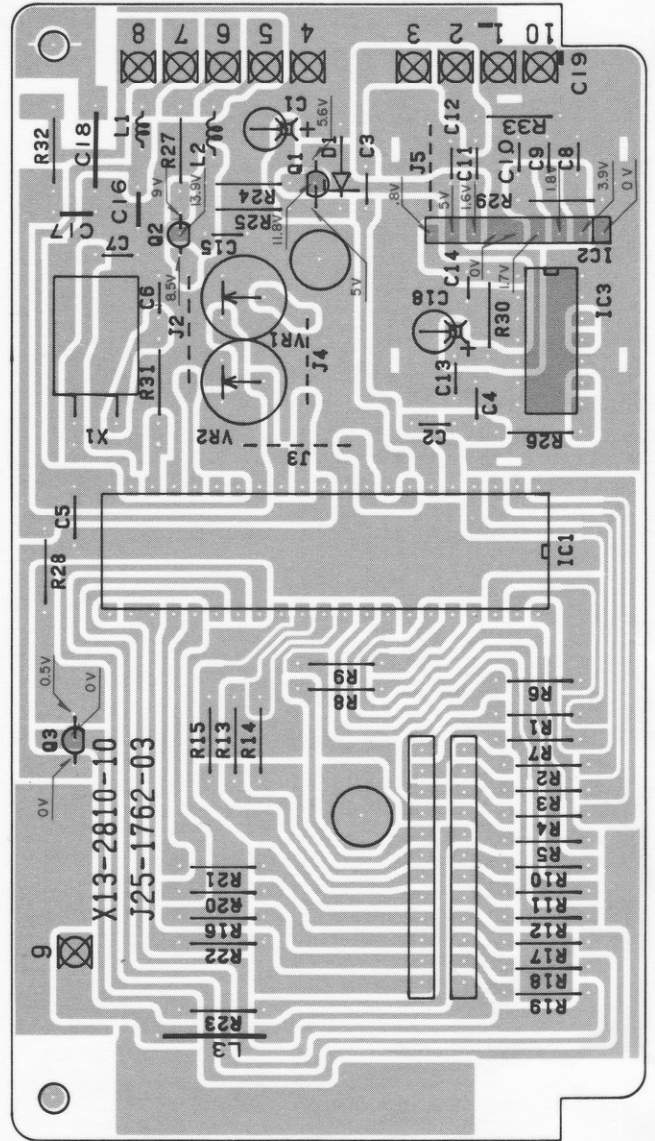 8 7 6 5 4 3 2 1 10
C19
L1
R32
C18
R27
L2
C1
+
5.6V
Q1
D1
C3
J5
C12
C11
R33
C10
C9
C8
C16
C17
9V
13.9V
Q2
R24
R25
C15
11.8V
5V
.8V
5V
1.6V
R29
1.8V
3.9V
0V
IC2
C7
8.5V
C14
0V
1.7V
C6
J2
VR1
J4
C18
+
R30
IC3
R31
C13
C4
X1
VR2
J3
C2
R26
C5
R28
IC1
0.5V
0V
Q3
0V
R9
R8
R15
R13
R14
R6
R1
R7
R2
R3
R4
R5
R10
R11
R12
R17
R18
R19
X13-2810-10
J25-1762-03
R21
R20
R16
R22
9
R23
L3